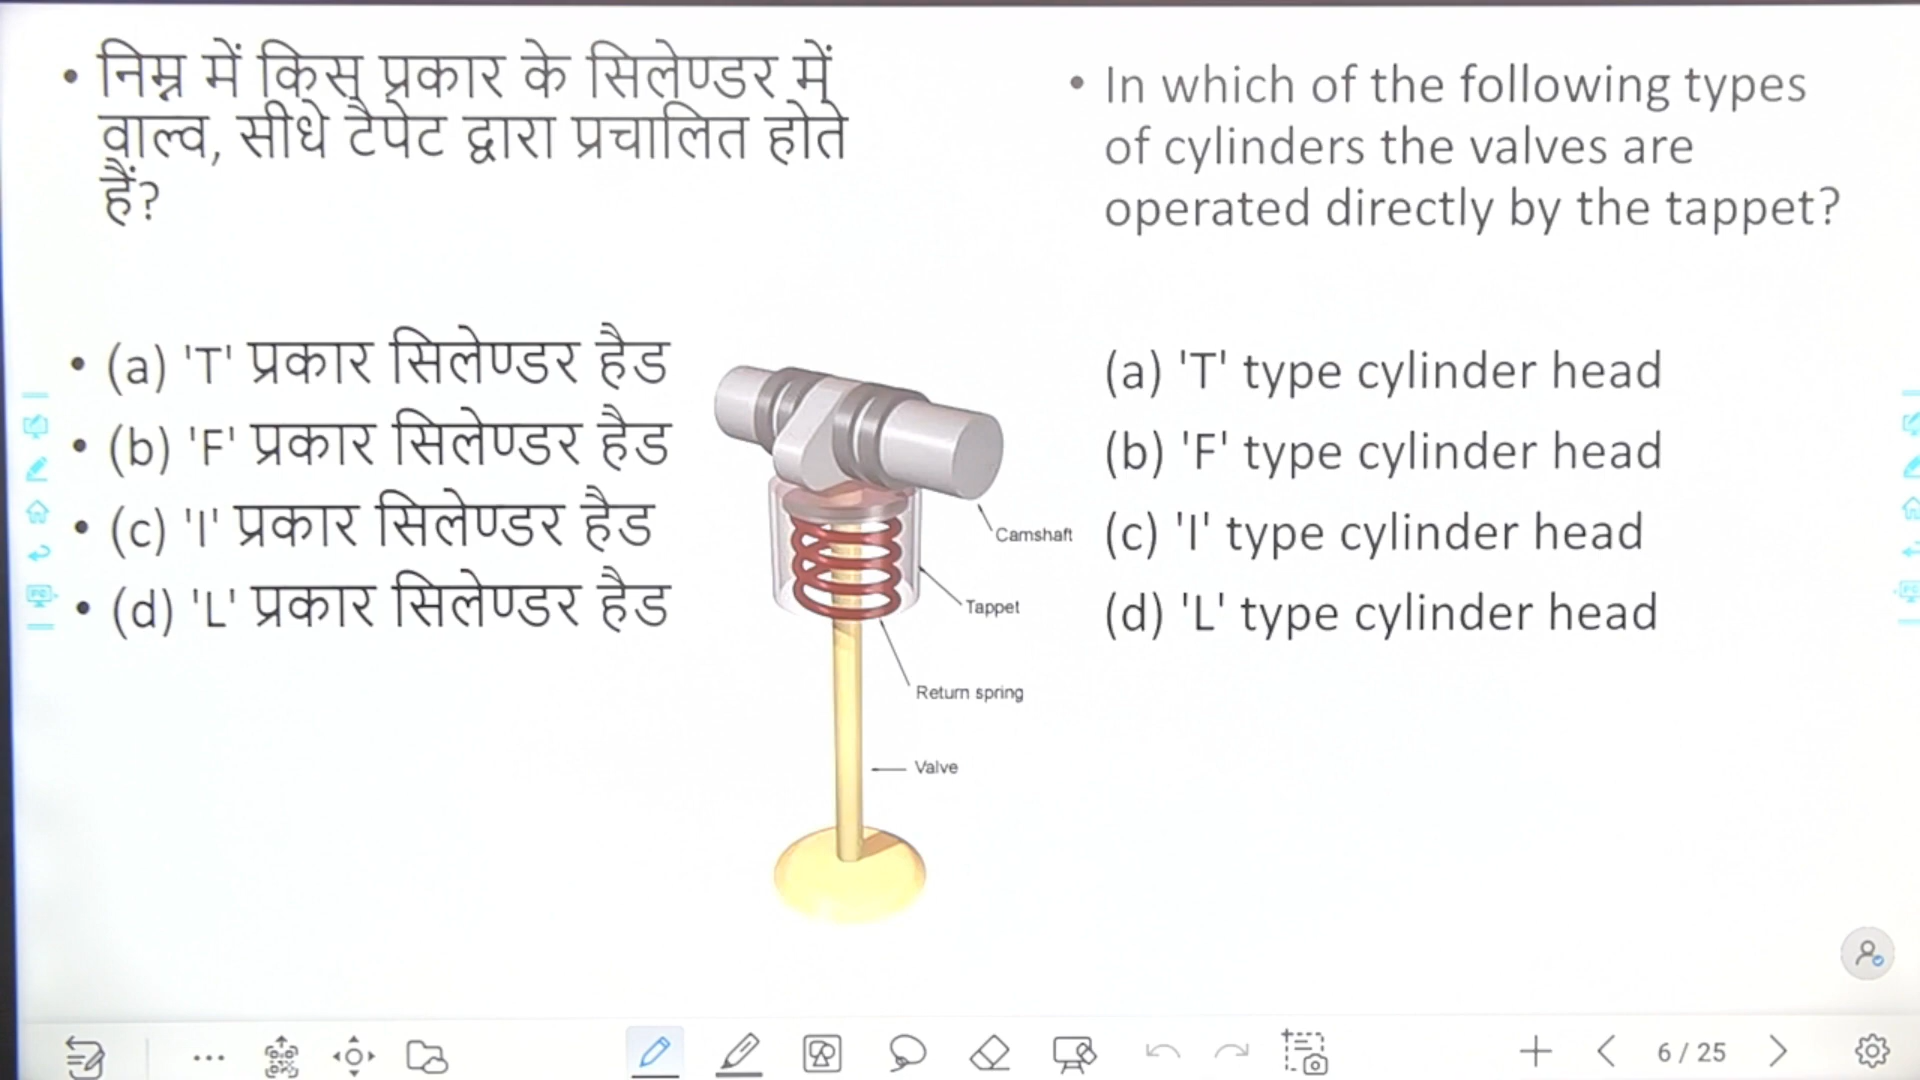 • निम्न में किस प्रकार के सिलेण्डर में
वाल्व, सीधे टैपेट द्वारा प्रचालित होते
हैं?
• (a) 'T' प्रकार सिलेण्डर हैड
• (b) 'F' प्रकार सिलेण्डर हैड
• (c) 'I' प्रकार सिलेण्डर हैड
• (d) 'L' प्रकार सिलेण्डर हैड
Camshaft
Tappet
Return spring
Valve
• In which of the following types
of cylinders the valves are
operated directly by the tappet?
(a) 'T' type cylinder head
(b) 'F' type cylinder head
(c) 'I' type cylinder head
(d) 'L' type cylinder head
6 / 25